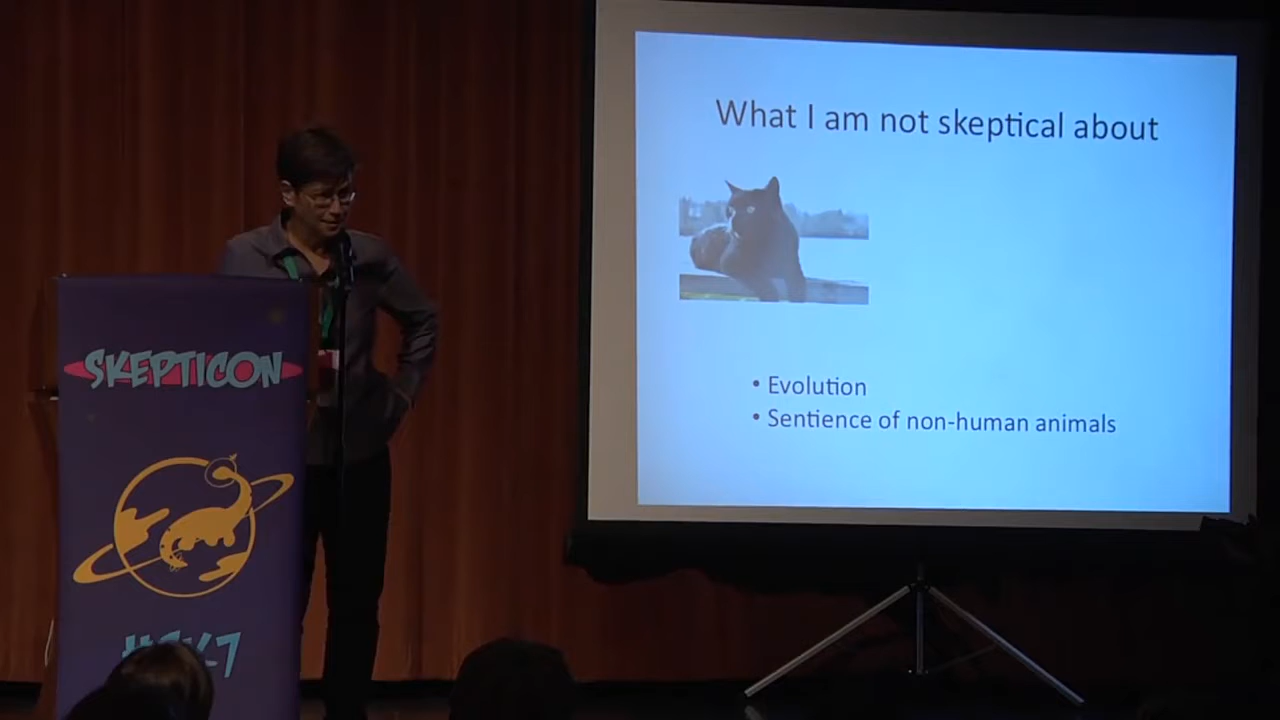 What I am not skeptical about
• Evolution
• Sentience of non-human animals
SKEPTICON